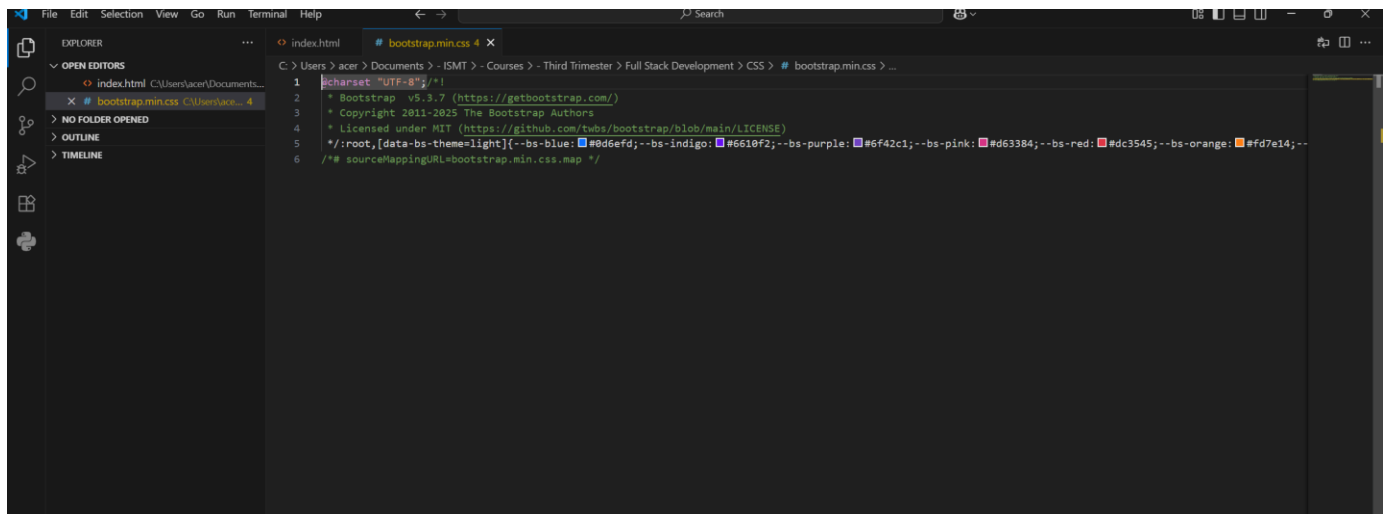 File Edit Selection View Go Run Terminal Help
Search
EXPLORER
index.html
# bootstrap.min.css 4
OPEN EDITORS
index.html C:\Users\acer\Documents...
# bootstrap.min.css C:\Users\ace... 4
NO FOLDER OPENED
OUTLINE
TIMELINE
C: > Users > acer > Documents > - ISMT > - Courses > - Third Trimester > Full Stack Development > CSS > # bootstrap.min.css > ...
1 @charset "UTF-8";/*!
2 * Bootstrap v5.3.7 (https://getbootstrap.com/)
3 * Copyright 2011-2025 The Bootstrap Authors
4 * Licensed under MIT (https://github.com/twbs/bootstrap/blob/main/LICENSE)
5 */:root,[data-bs-theme=light]{--bs-blue:#0d6efd;--bs-indigo:#6610f2;--bs-purple:#6f42c1;--bs-pink:#d63384;--bs-red:#dc3545;--bs-orange:#fd7e14;--
6 /*# sourceMappingURL=bootstrap.min.css.map */